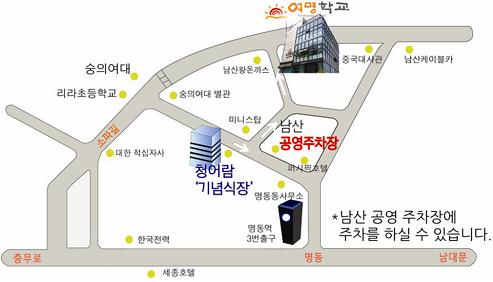 여명학교
중국대사관
남산케이블카
남산왕돈까스
숭의여대
리라초등학교
숭의여대 별관
미니스탑
남산
공영주차장
소파길
대한 적십자사
청어람
'기념식장'
퍼시픽호텔
명동동사무소
명동역
3번출구
*남산 공영 주차장에
주차를 하실 수 있습니다.
한국전력
충무로
명동
남대문
세종호텔